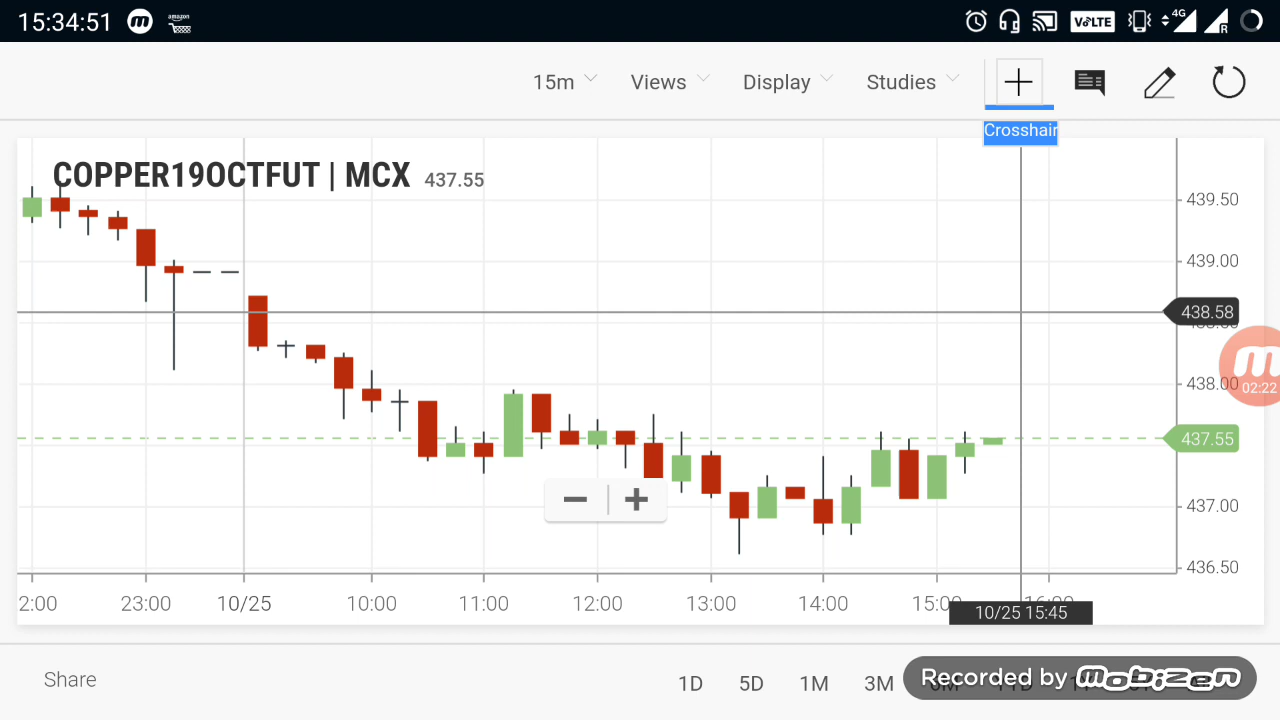 15:34:51 amazon VoLTE 4G R
15m Views Display Studies
Crosshair
COPPER19OCTFUT | MCX 437.55
439.50
439.00
438.58
438.00
02:22
437.55
437.00
436.50
2:00 23:00 10/25 10:00 11:00 12:00 13:00 14:00 15:00 16:00
10/25 15:45
Share 1D 5D 1M 3M
Recorded by mobizen